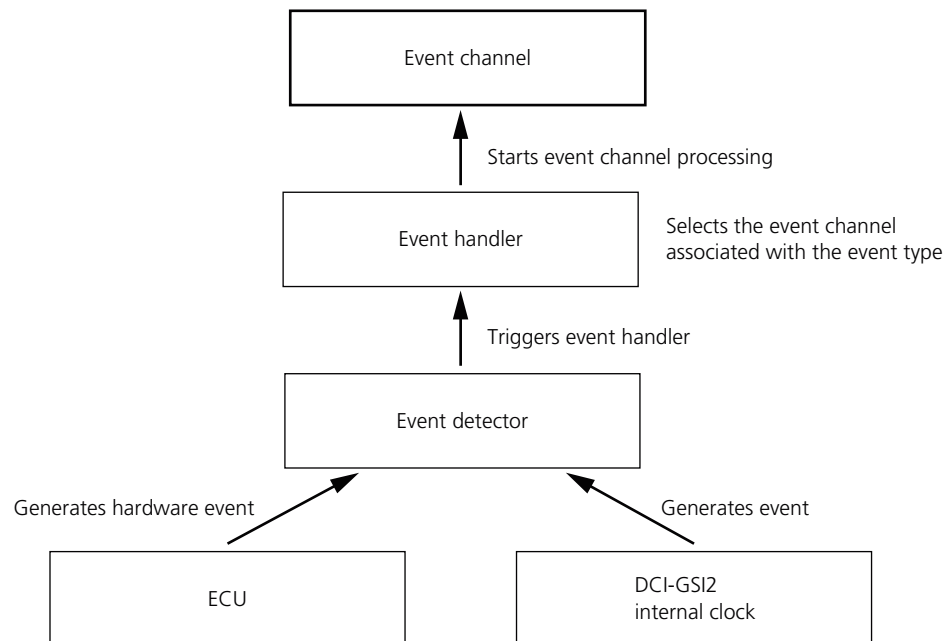 Event channel
Starts event channel processing
Event handler
Selects the event channel
associated with the event type
Triggers event handler
Event detector
Generates hardware event
Generates event
ECU
DCI-GSI2
internal clock